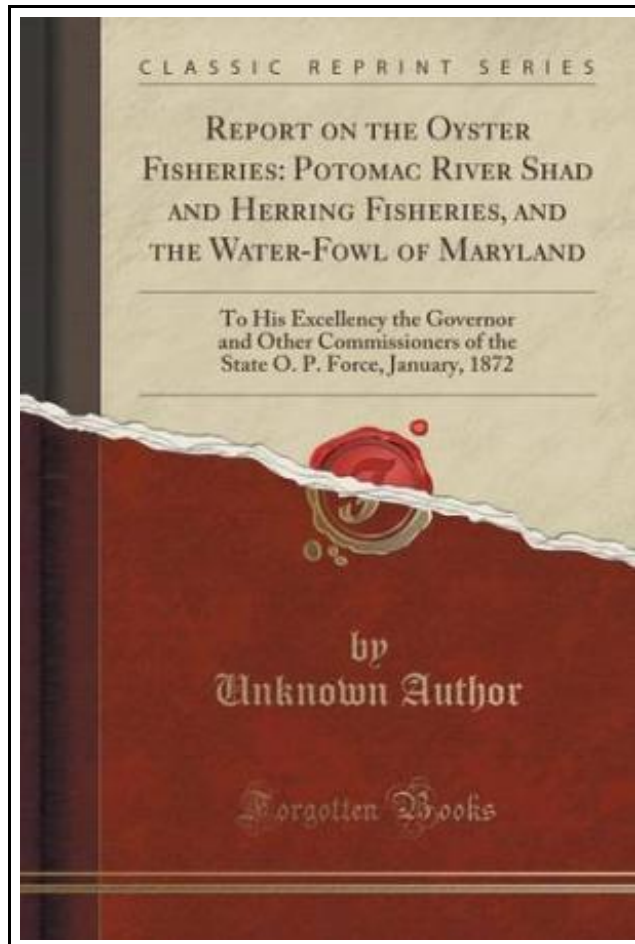 CLASSIC REPRINT SERIES
REPORT ON THE OYSTER
FISHERIES: POTOMAC RIVER SHAD
AND HERRING FISHERIES, AND
THE WATER-FOWL OF MARYLAND
To His Excellency the Governor
and Other Commissioners of the
State O. P. Force, January, 1872
by
Unknown Author
Forgotten Books